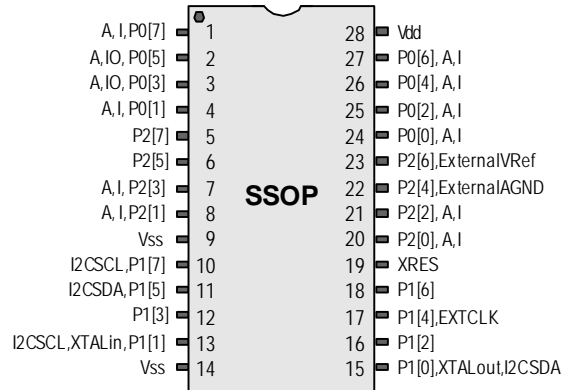 A, I, P0[7] 1 28 Vdd
A, IO, P0[5] 2 27 P0[6], A, I
A, IO, P0[3] 3 26 P0[4], A, I
A, I, P0[1] 4 25 P0[2], A, I
P2[7] 5 24 P0[0], A, I
P2[5] 6 23 P2[6], ExternalVRef
A, I, P2[3] 7 22 P2[4], ExternalAGND
SSOP
A, I, P2[1] 8 21 P2[2], A, I
Vss 9 20 P2[0], A, I
I2CSCL, P1[7] 10 19 XRES
I2CSDA, P1[5] 11 18 P1[6]
P1[3] 12 17 P1[4], EXTCLK
I2CSCL, XTALin, P1[1] 13 16 P1[2]
Vss 14 15 P1[0], XTALout, I2CSDA